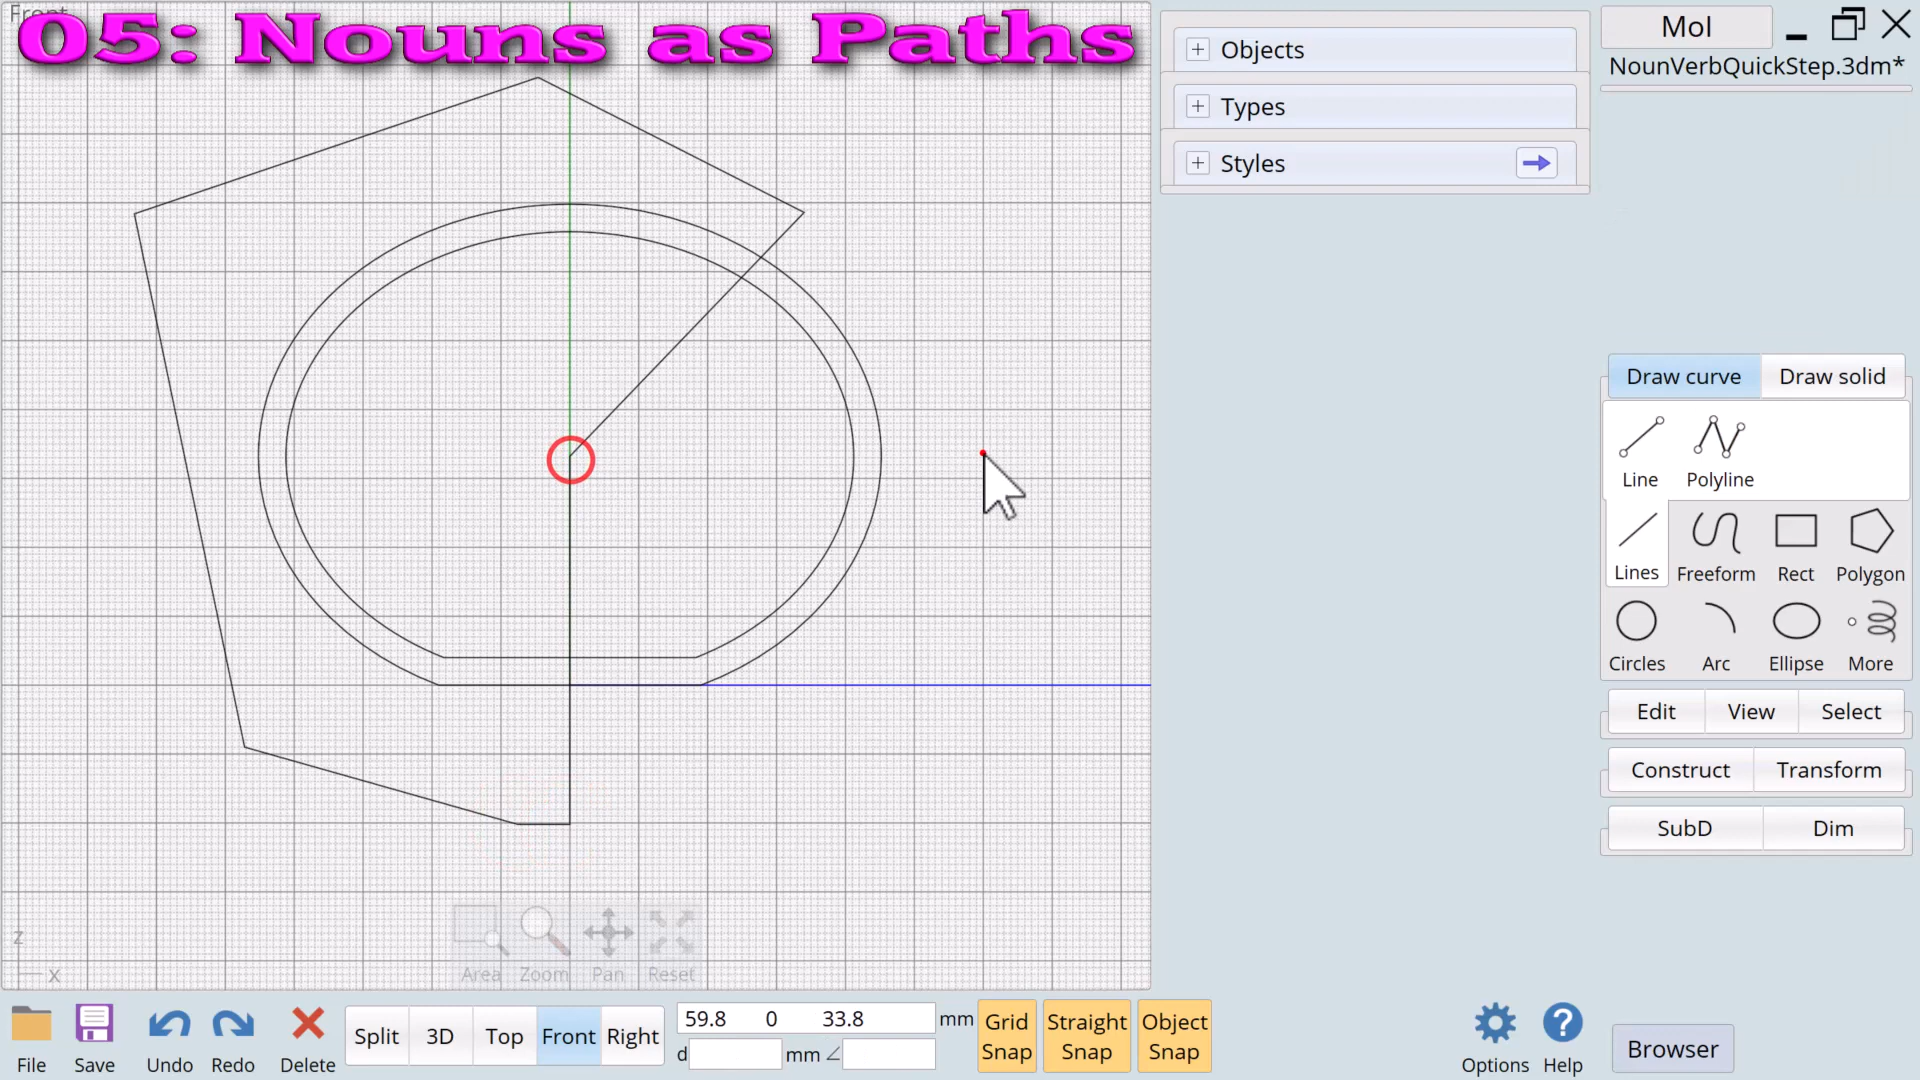 Front
05: Nouns as Paths
Objects
Types
Styles
MoI
NounVerbQuickStep.3dm*
Draw curve
Draw solid
Line
Polyline
Lines
Freeform
Rect
Polygon
Circles
Arc
Ellipse
More
Edit
View
Select
Construct
Transform
SubD
Dim
z
x
Area
Zoom
Pan
Reset
File
Save
Undo
Redo
Delete
Split
3D
Top
Front
Right
59.8 0 33.8 mm
d mm
Grid Snap
Straight Snap
Object Snap
Options
Help
Browser